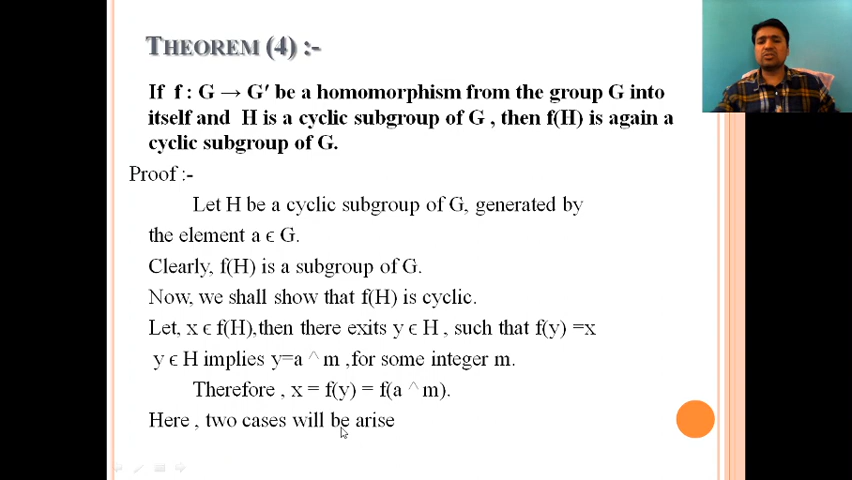 THEOREM (4) :-
If f : G → G′ be a homomorphism from the group G into
itself and H is a cyclic subgroup of G , then f(H) is again a
cyclic subgroup of G.
Proof :-
Let H be a cyclic subgroup of G, generated by
the element a ϵ G.
Clearly, f(H) is a subgroup of G.
Now, we shall show that f(H) is cyclic.
Let, x ϵ f(H),then there exits y ϵ H , such that f(y) =x
y ϵ H implies y=a ^ m ,for some integer m.
Therefore , x = f(y) = f(a ^ m).
Here , two cases will be arise